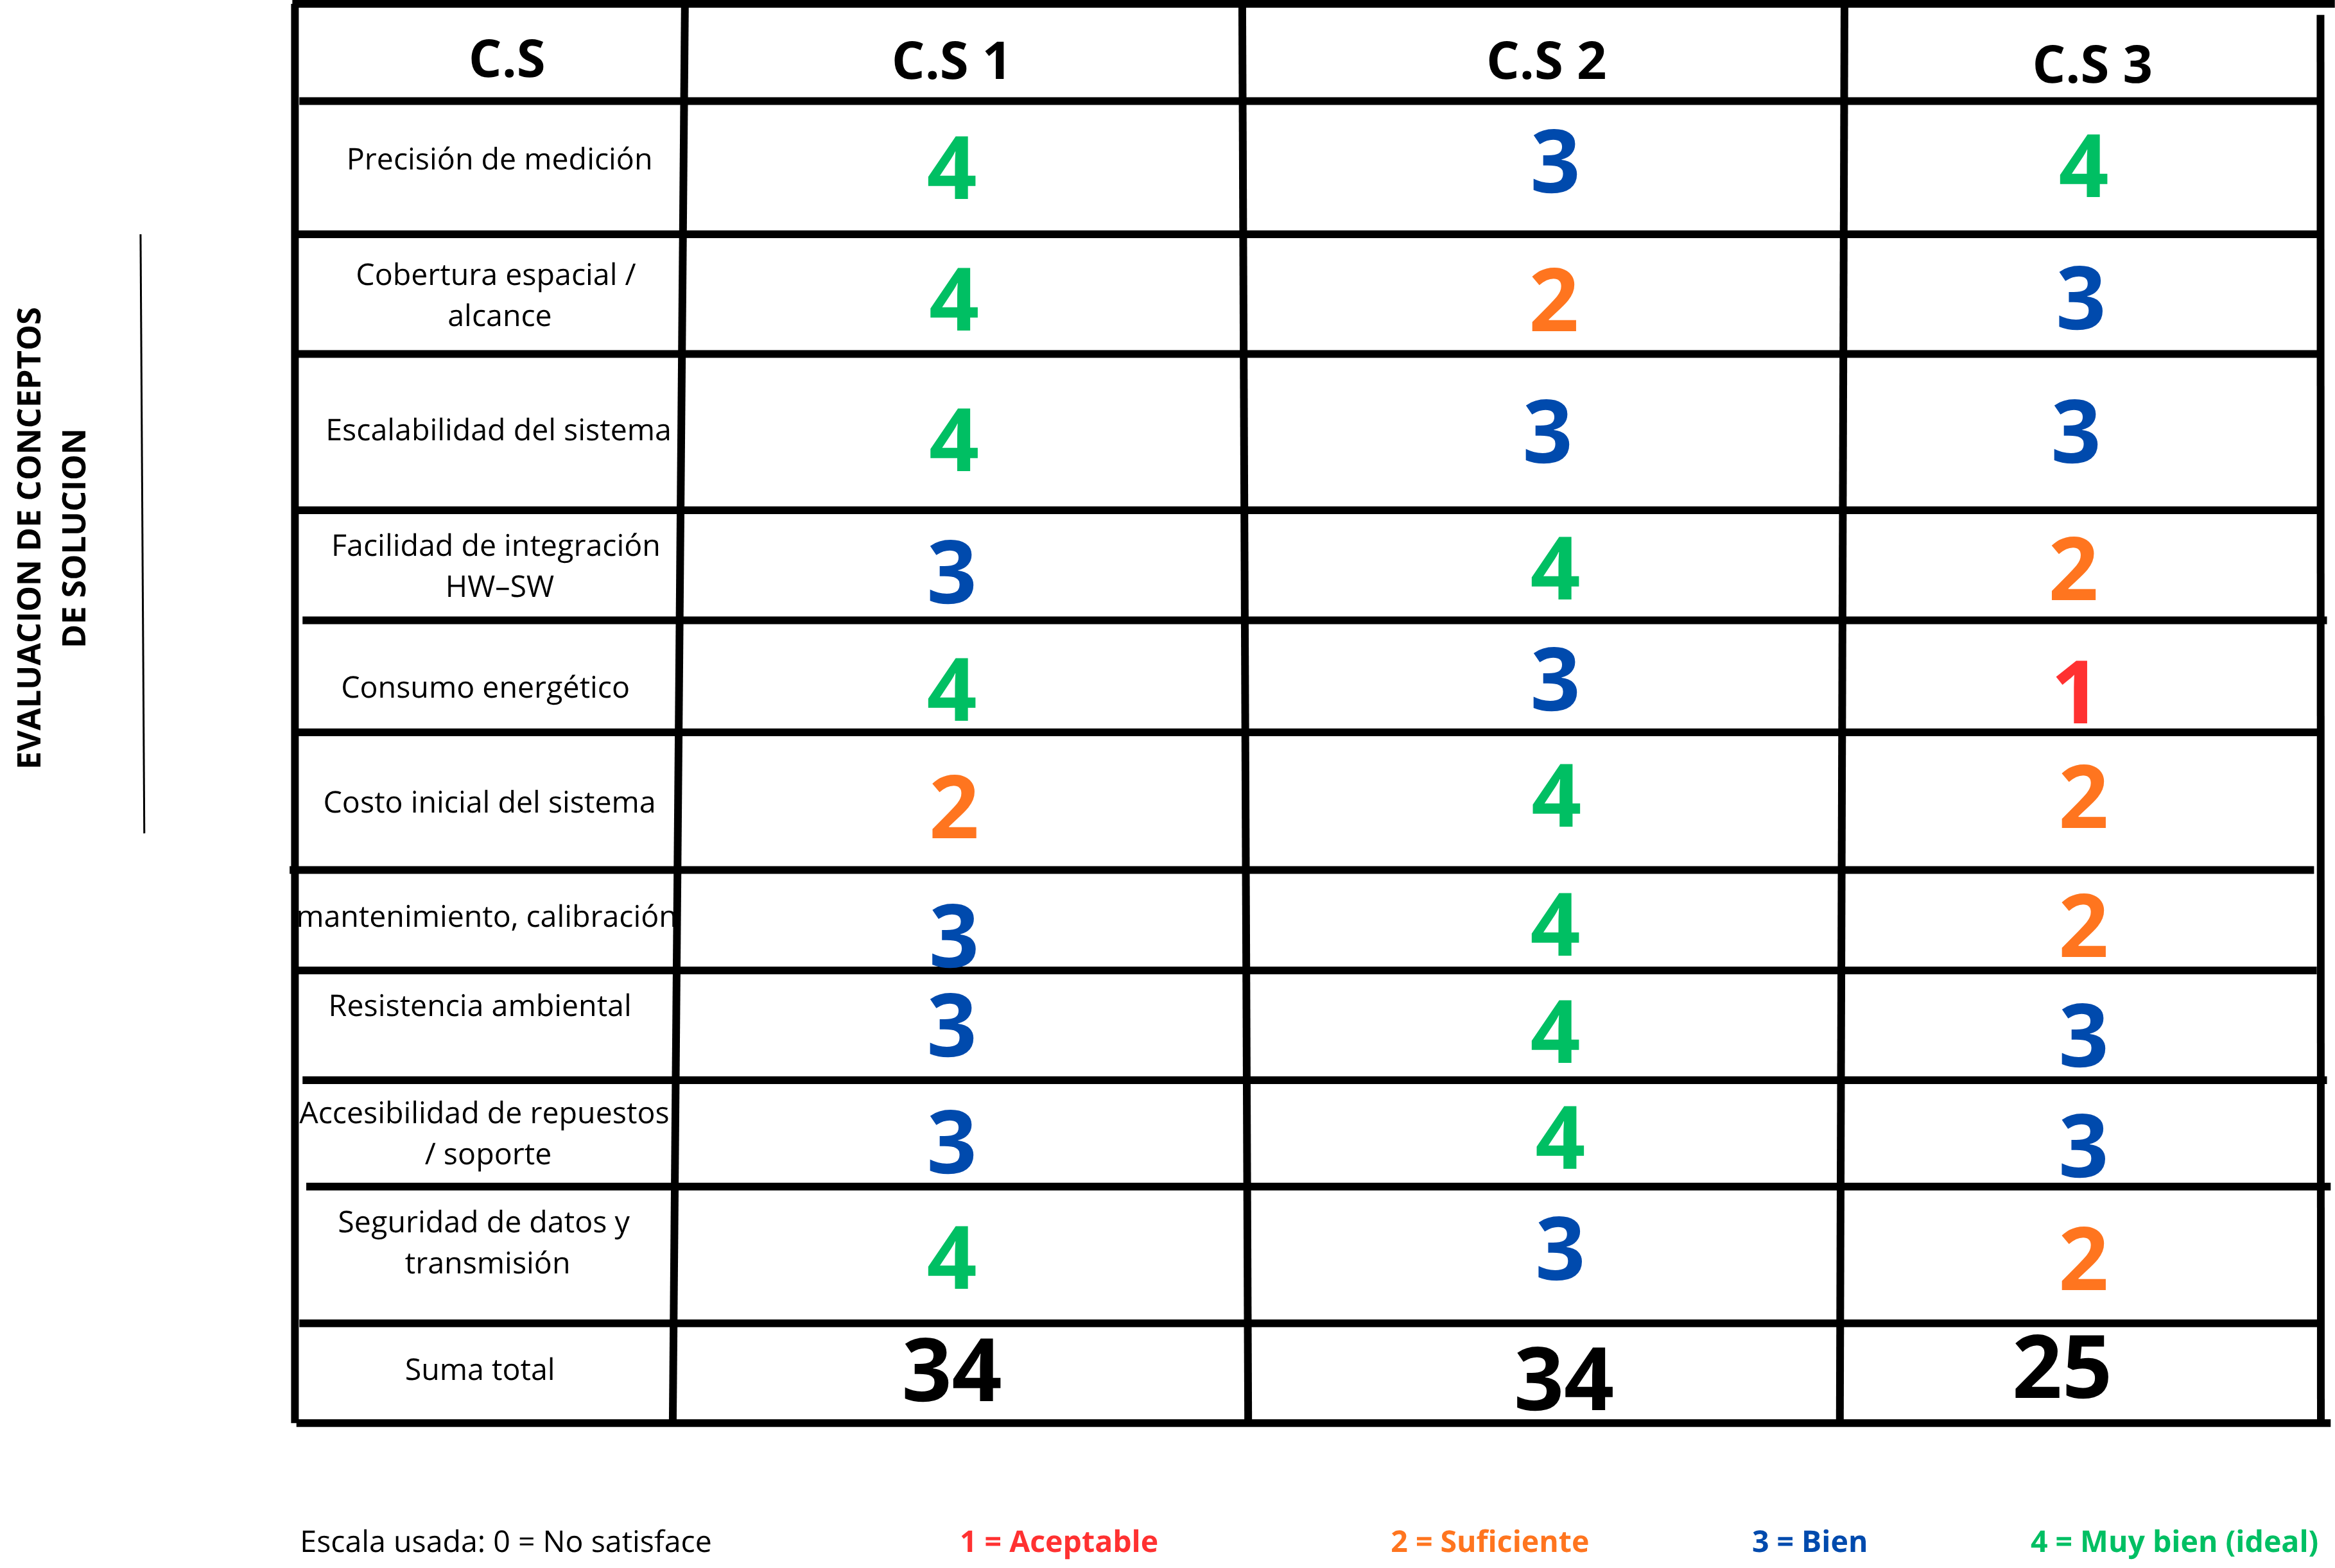 EVALUACION DE CONCEPTOS
DE SOLUCION
C.S C.S 1 C.S 2 C.S 3
Precisión de medición 4 3 4
Cobertura espacial /
alcance 4 2 3
Escalabilidad del sistema 4 3 3
Facilidad de integración
HW–SW 3 4 2
Consumo energético 4 3 1
Costo inicial del sistema 2 4 2
mantenimiento, calibración 3 4 2
Resistencia ambiental 3 4 3
Accesibilidad de repuestos
/ soporte 3 4 3
Seguridad de datos y
transmisión 4 3 2
Suma total 34 34 25
Escala usada: 0 = No satisface 1 = Aceptable 2 = Suficiente 3 = Bien 4 = Muy bien (ideal)